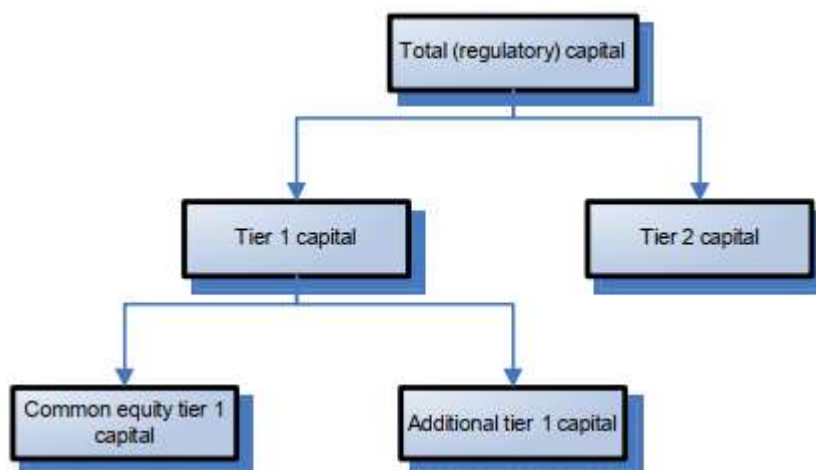 Total (regulatory) capital
Tier 1 capital
Tier 2 capital
Common equity tier 1
capital
Additional tier 1 capital